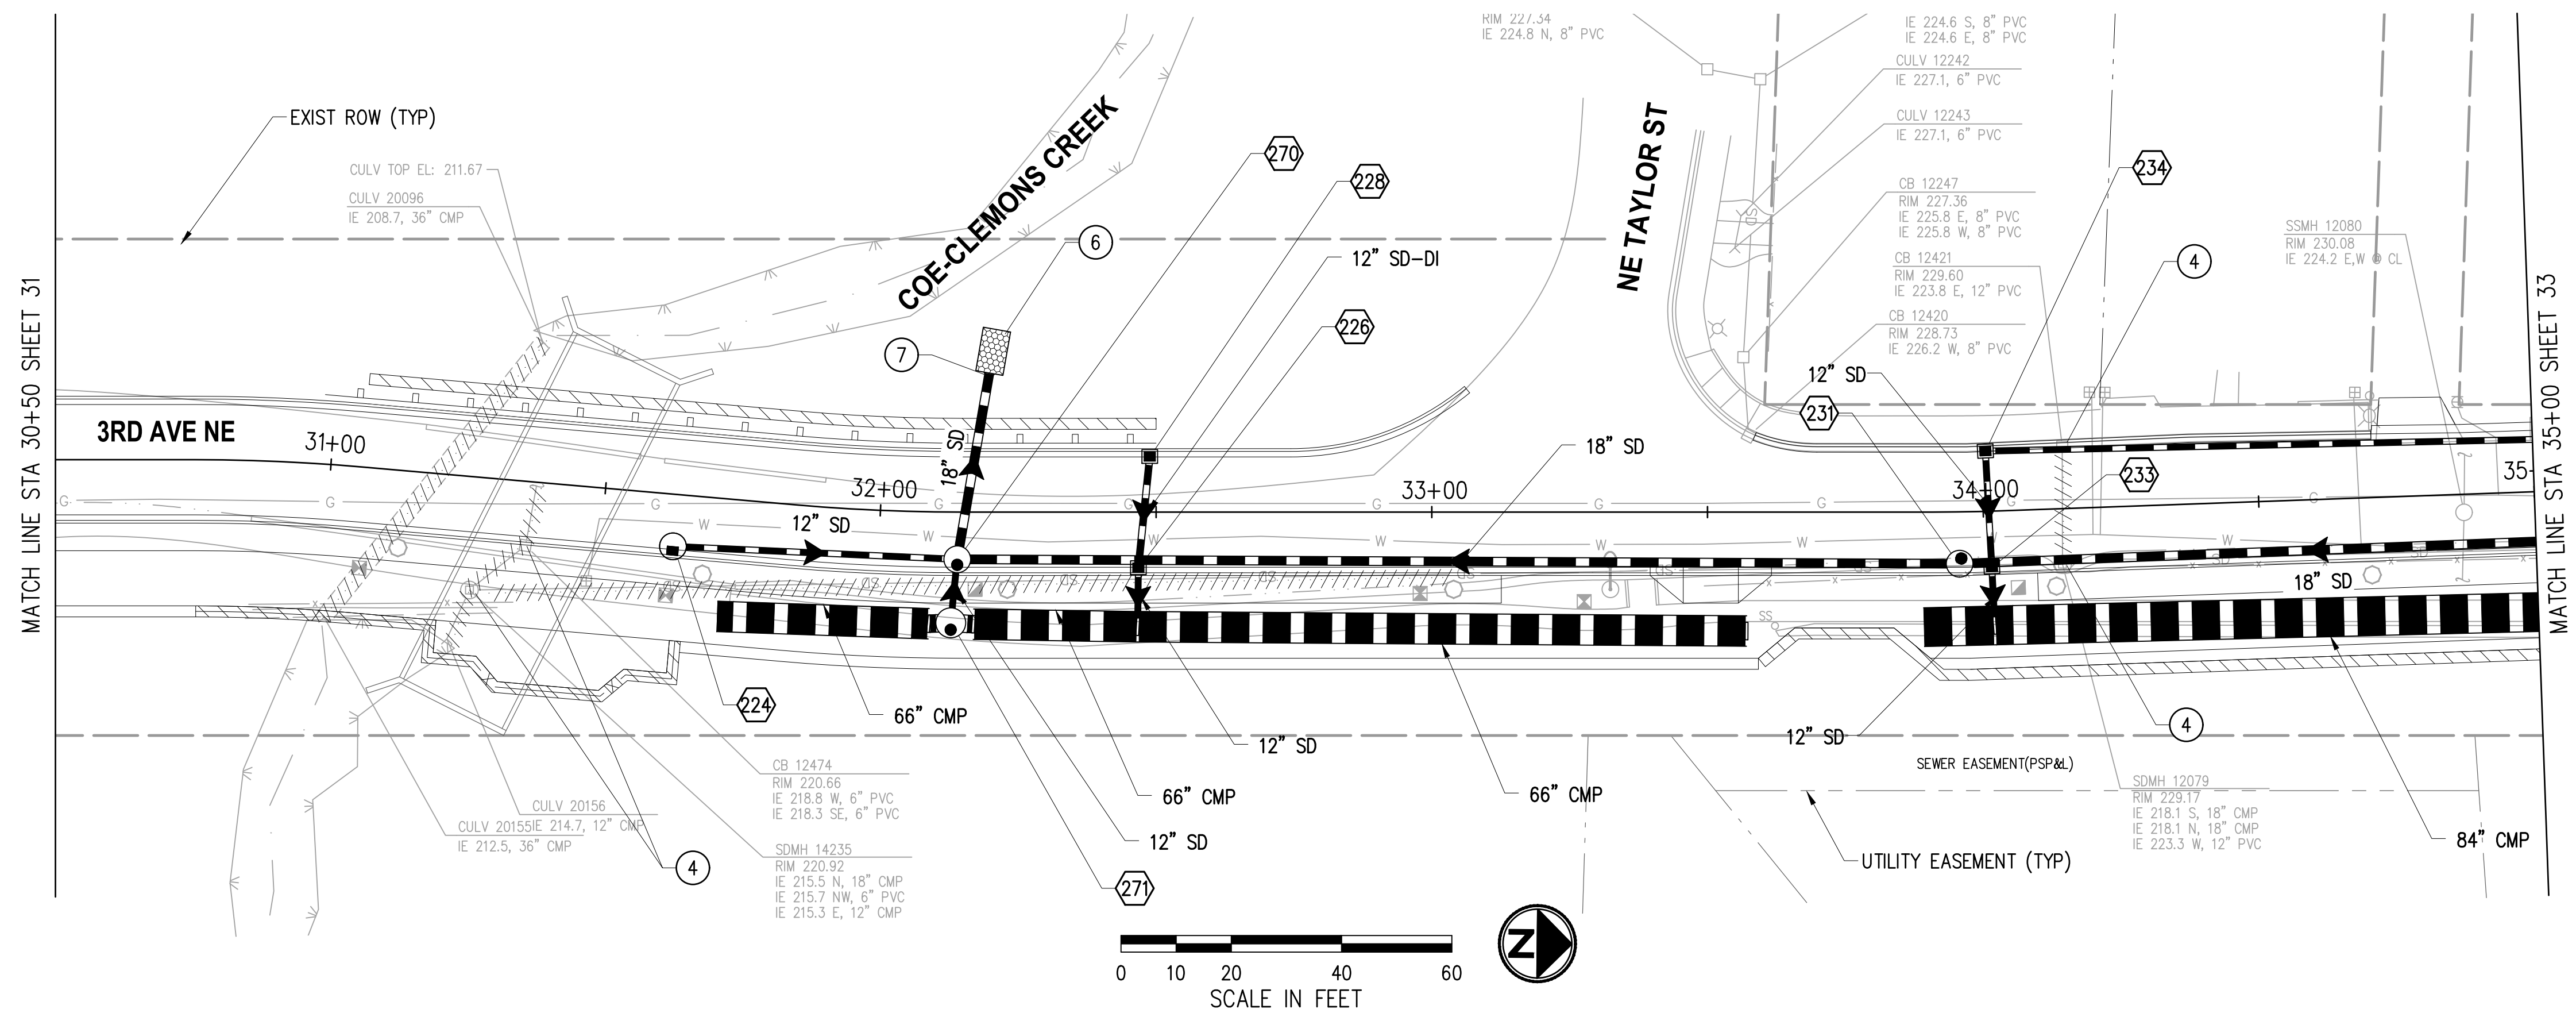 RIM 227.34
IE 224.8 N, 8" PVC
IE 224.6 S, 8" PVC
IE 224.6 E, 8" PVC
CULV 12242
IE 227.1, 6" PVC
CULV 12243
IE 227.1, 6" PVC
EXIST ROW (TYP)
CULV TOP EL: 211.67
CULV 20096
IE 208.7, 36" CMP
COE-CLEMONS CREEK
270
228
6
12" SD-DI
226
7
NE TAYLOR ST
SD
CB 12247
RIM 227.36
IE 225.8 E, 8" PVC
IE 225.8 W, 8" PVC
CB 12421
RIM 229.60
IE 223.8 E, 12" PVC
CB 12420
RIM 228.73
IE 226.2 W, 8" PVC
234
4
SSMH 12080
RIM 230.08
IE 224.2 E,W @ CL
12" SD
231
233
MATCH LINE STA 30+50 SHEET 31
MATCH LINE STA 35+00 SHEET 33
3RD AVE NE
31+00
32+00
33+00
34+00
35
18" SD
18" SD
12" SD
G
G
G
G
G
G
G
G
W
W
W
W
W
W
W
W
SD
SD
SD
SD
SD
SD
SD
18" SD
SS
224
66" CMP
12" SD
66" CMP
66" CMP
12" SD
12" SD
271
4
4
SEWER EASEMENT(PSP&L)
UTILITY EASEMENT (TYP)
84" CMP
CB 12474
RIM 220.66
IE 218.8 W, 6" PVC
IE 218.3 SE, 6" PVC
CULV 20156
IE 214.7, 12" CMP
CULV 20155
IE 212.5, 36" CMP
SDMH 14235
RIM 220.92
IE 215.5 N, 18" CMP
IE 215.7 NW, 6" PVC
IE 215.3 E, 12" CMP
SDMH 12079
RIM 229.17
IE 218.1 S, 18" CMP
IE 218.1 N, 18" CMP
IE 223.3 W, 12" PVC
0 10 20 40 60
SCALE IN FEET
N